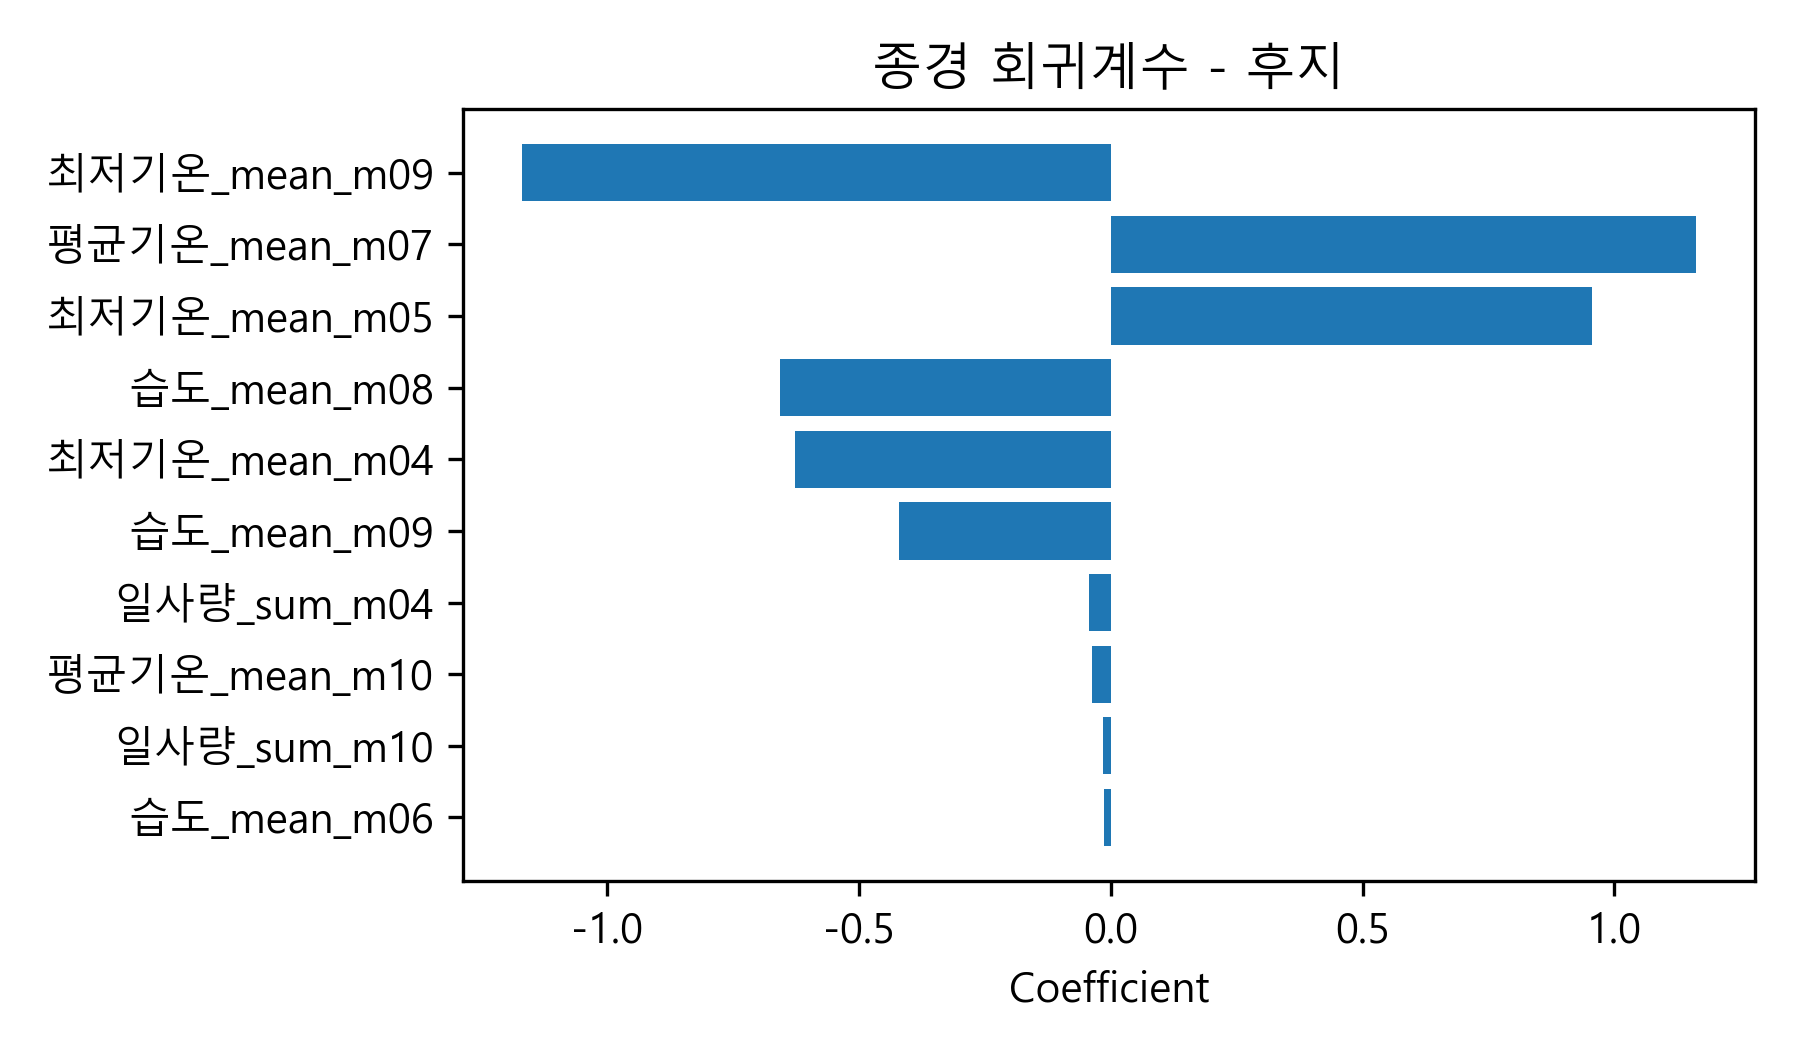 종경 회귀계수 - 후지
최저기온_mean_m09
평균기온_mean_m07
최저기온_mean_m05
습도_mean_m08
최저기온_mean_m04
습도_mean_m09
일사량_sum_m04
평균기온_mean_m10
일사량_sum_m10
습도_mean_m06
-1.0 -0.5 0.0 0.5 1.0
Coefficient